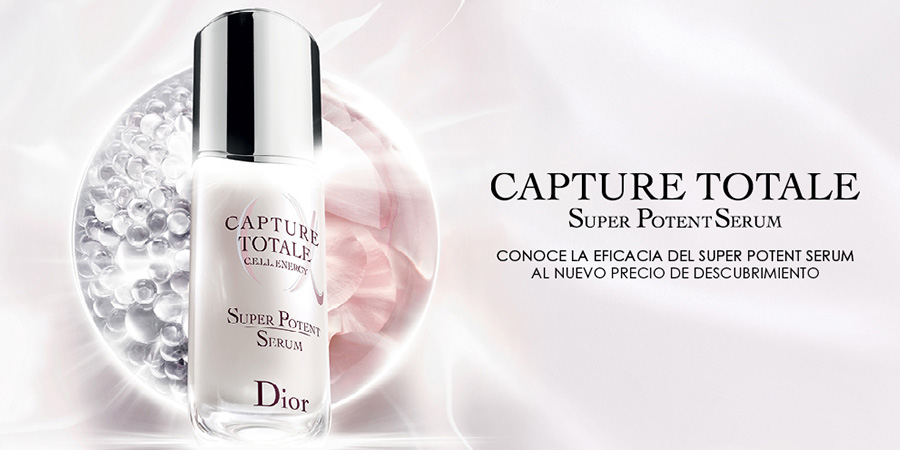 CAPTURE
TOTALE
C.E.L.L. ENERGY
SUPER POTENT
SERUM
Dior
CAPTURE TOTALE
SUPER POTENT SERUM
CONOCE LA EFICACIA DEL SUPER POTENT SERUM
AL NUEVO PRECIO DE DESCUBRIMIENTO